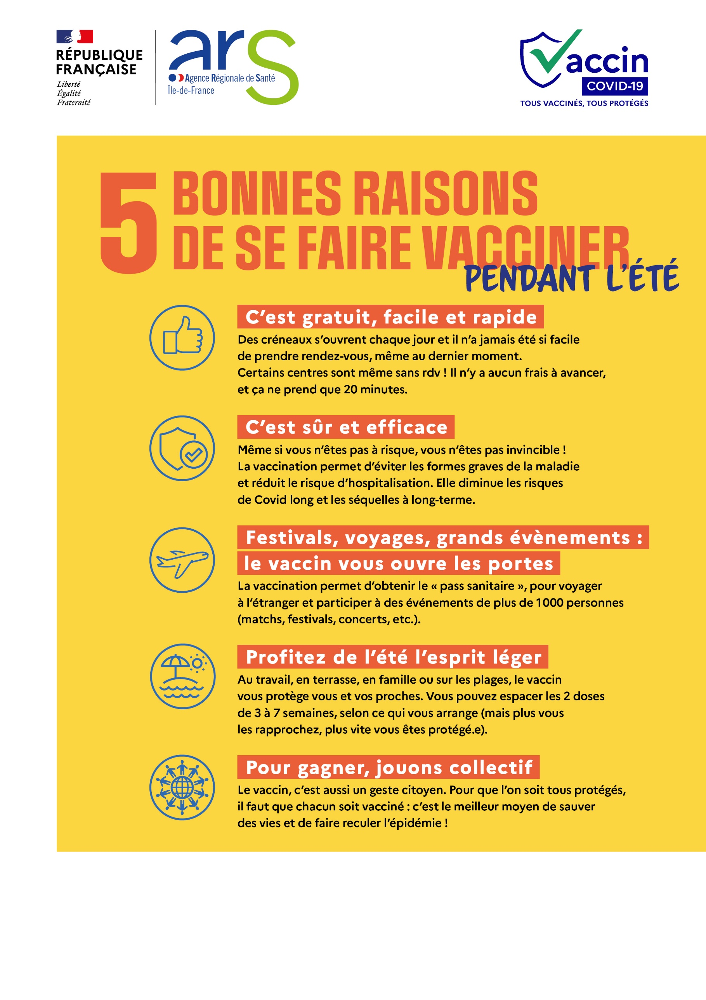 RÉPUBLIQUE
FRANÇAISE
Liberté
Égalité
Fraternité
ars
Agence Régionale de Santé
Île-de-France
Vaccin
COVID-19
TOUS VACCINÉS, TOUS PROTÉGÉS
5 BONNES RAISONS
DE SE FAIRE VACCINER
PENDANT L'ÉTÉ
C'est gratuit, facile et rapide
Des créneaux s'ouvrent chaque jour et il n'a jamais été si facile
de prendre rendez-vous, même au dernier moment.
Certains centres sont même sans rdv ! Il n'y a aucun frais à avancer,
et ça ne prend que 20 minutes.
C'est sûr et efficace
Même si vous n'êtes pas à risque, vous n'êtes pas invincible !
La vaccination permet d'éviter les formes graves de la maladie
et réduit le risque d'hospitalisation. Elle diminue les risques
de Covid long et les séquelles à long-terme.
Festivals, voyages, grands évènements :
le vaccin vous ouvre les portes
La vaccination permet d'obtenir le « pass sanitaire », pour voyager
à l'étranger et participer à des événements de plus de 1000 personnes
(matchs, festivals, concerts, etc.).
Profitez de l'été l'esprit léger
Au travail, en terrasse, en famille ou sur les plages, le vaccin
vous protège vous et vos proches. Vous pouvez espacer les 2 doses
de 3 à 7 semaines, selon ce qui vous arrange (mais plus vous
les rapprochez, plus vite vous êtes protégé.e).
Pour gagner, jouons collectif
Le vaccin, c'est aussi un geste citoyen. Pour que l'on soit tous protégés,
il faut que chacun soit vacciné : c'est le meilleur moyen de sauver
des vies et de faire reculer l'épidémie !